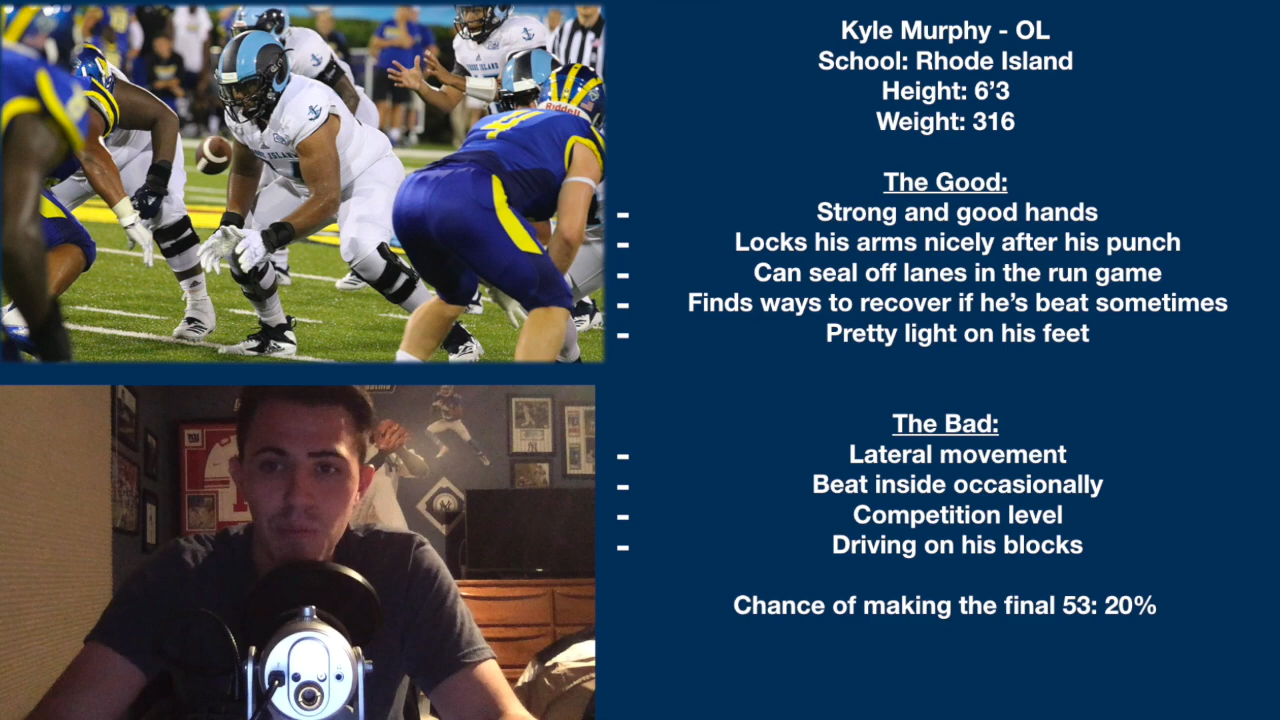 Kyle Murphy - OL
School: Rhode Island
Height: 6’3
Weight: 316
The Good:
- Strong and good hands
- Locks his arms nicely after his punch
- Can seal off lanes in the run game
- Finds ways to recover if he’s beat sometimes
- Pretty light on his feet
The Bad:
- Lateral movement
- Beat inside occasionally
- Competition level
- Driving on his blocks
Chance of making the final 53: 20%
Riddell